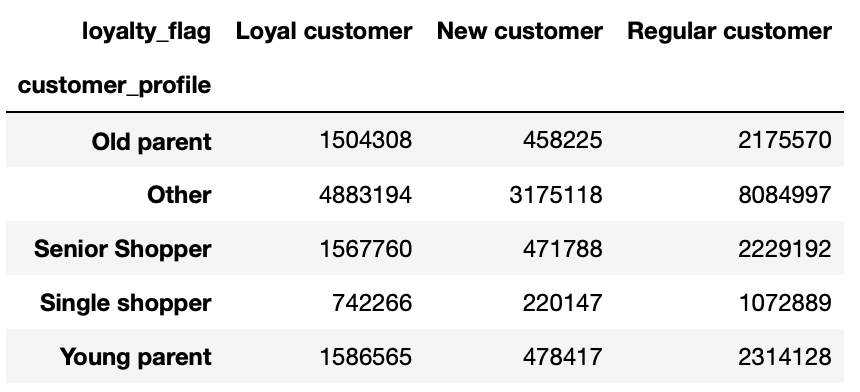 loyalty_flag Loyal customer New customer Regular customer
customer_profile
Old parent 1504308 458225 2175570
Other 4883194 3175118 8084997
Senior Shopper 1567760 471788 2229192
Single shopper 742266 220147 1072889
Young parent 1586565 478417 2314128